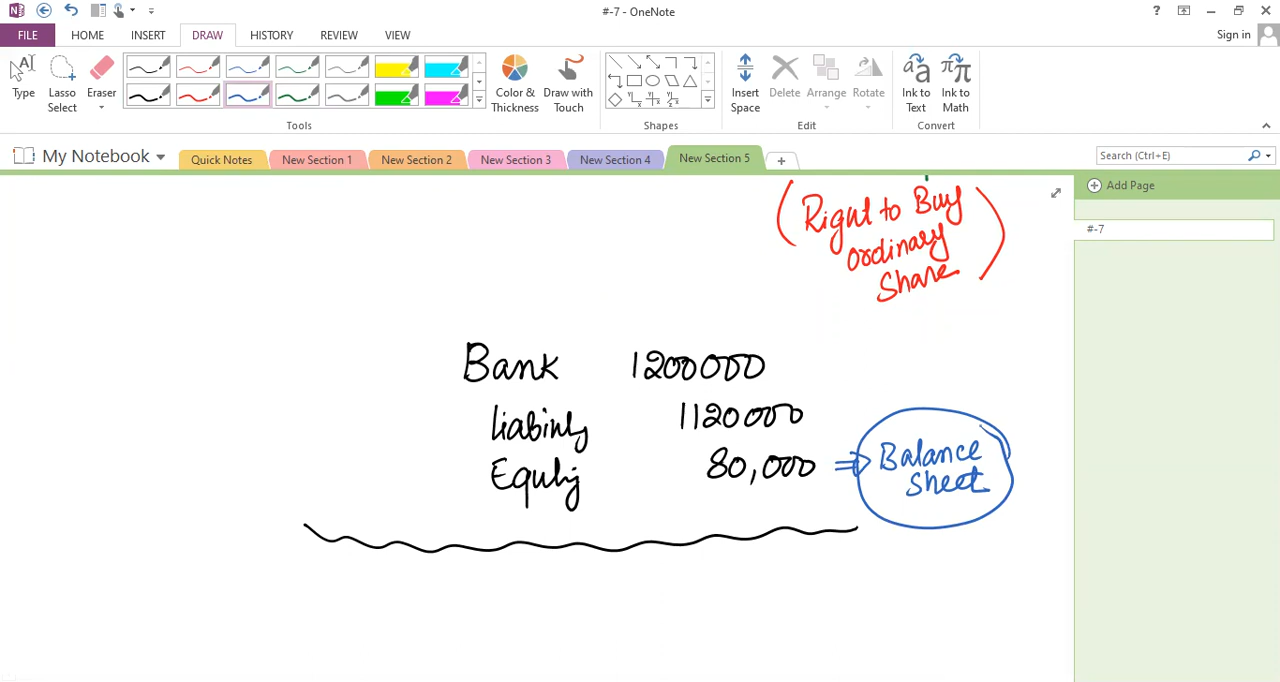 #-7 - OneNote
?
Sign in
FILE HOME INSERT DRAW HISTORY REVIEW VIEW
Type
Lasso Select
Eraser
Color & Thickness
Draw with Touch
Insert Space
Delete
Arrange
Rotate
Ink to Text
Ink to Math
Tools
Shapes
Edit
Convert
My Notebook
Quick Notes
New Section 1
New Section 2
New Section 3
New Section 4
New Section 5
Search (Ctrl+E)
Add Page
#-7
(Right to Buy
ordinary
Share)
Bank 1200000
Liability 1120000
Equity 80,000 ⇒ Balance
Sheet